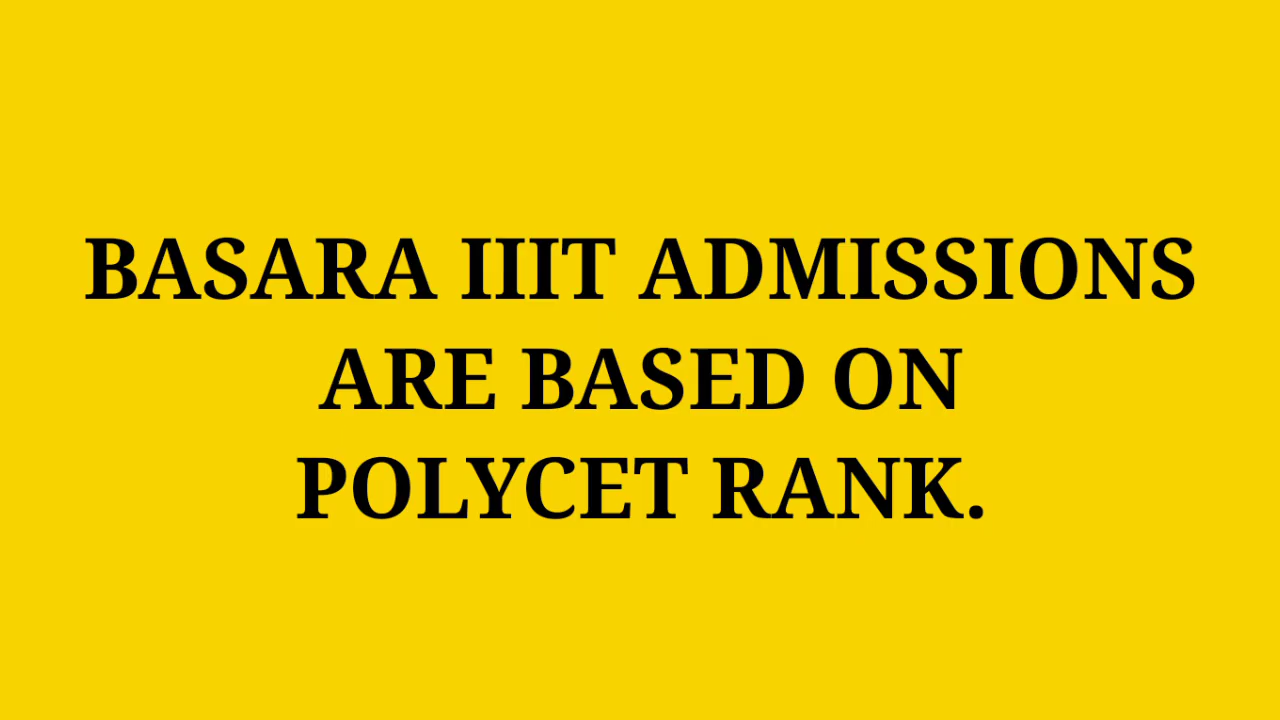 BASARA IIIT ADMISSIONS
ARE BASED ON
POLYCET RANK.